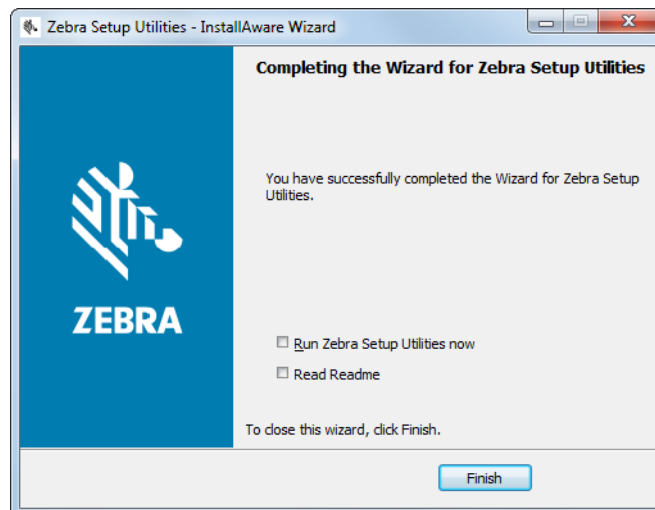 Zebra Setup Utilities - InstallAware Wizard
Completing the Wizard for Zebra Setup Utilities
You have successfully completed the Wizard for Zebra Setup
Utilities.
ZEBRA
Run Zebra Setup Utilities now
Read Readme
To close this wizard, click Finish.
Finish